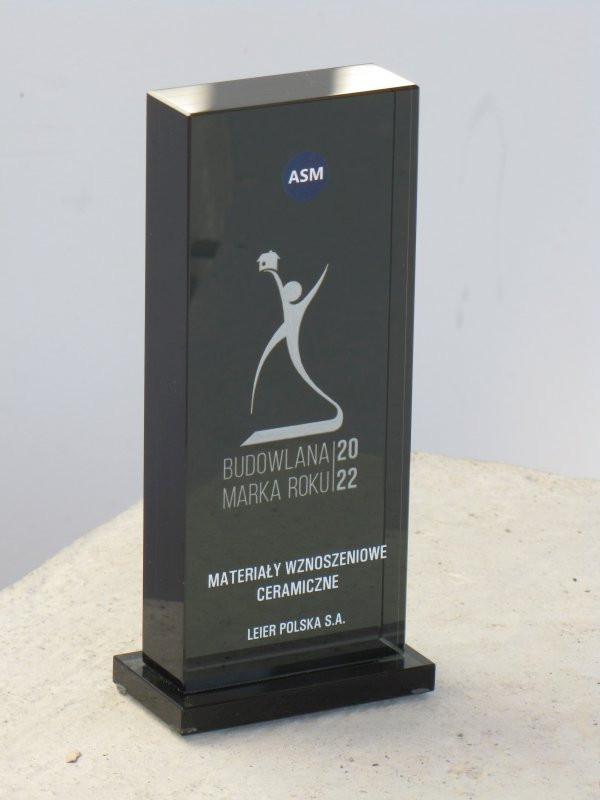 ASM
BUDOWLANA
MARKA ROKU
20
22
MATERIAŁY WZNOSZENIOWE
CERAMICZNE
LEIER POLSKA S.A.